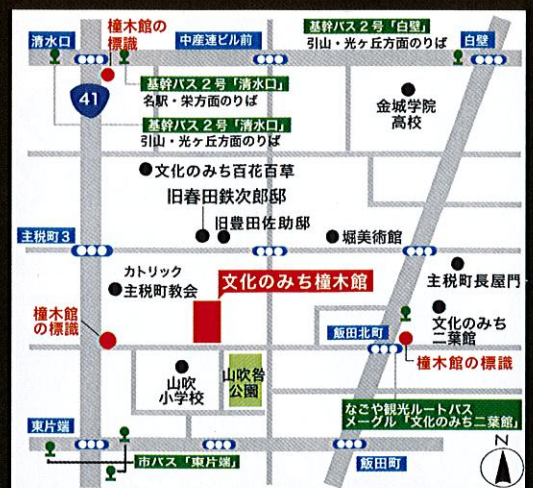 清水口
橦木館の
標識
中産連ビル前
基幹バス2号「白壁」
引山・光ヶ丘方面のりば
白壁
41
基幹バス2号「清水口」
名駅・栄方面のりば
基幹バス2号「清水口」
引山・光ヶ丘方面のりば
金城学院
高校
文化のみち百花百草
旧春田鉄次郎邸
旧豊田佐助邸
主税町3
堀美術館
カトリック
主税町教会
文化のみち橦木館
主税町長屋門
橦木館
の標識
飯田北町
文化のみち
二葉館
橦木館の標識
山吹
小学校
山吹谷
公園
なごや観光ルートバス
メーグル「文化のみち二葉館」
東片端
市バス「東片端」
飯田町
N